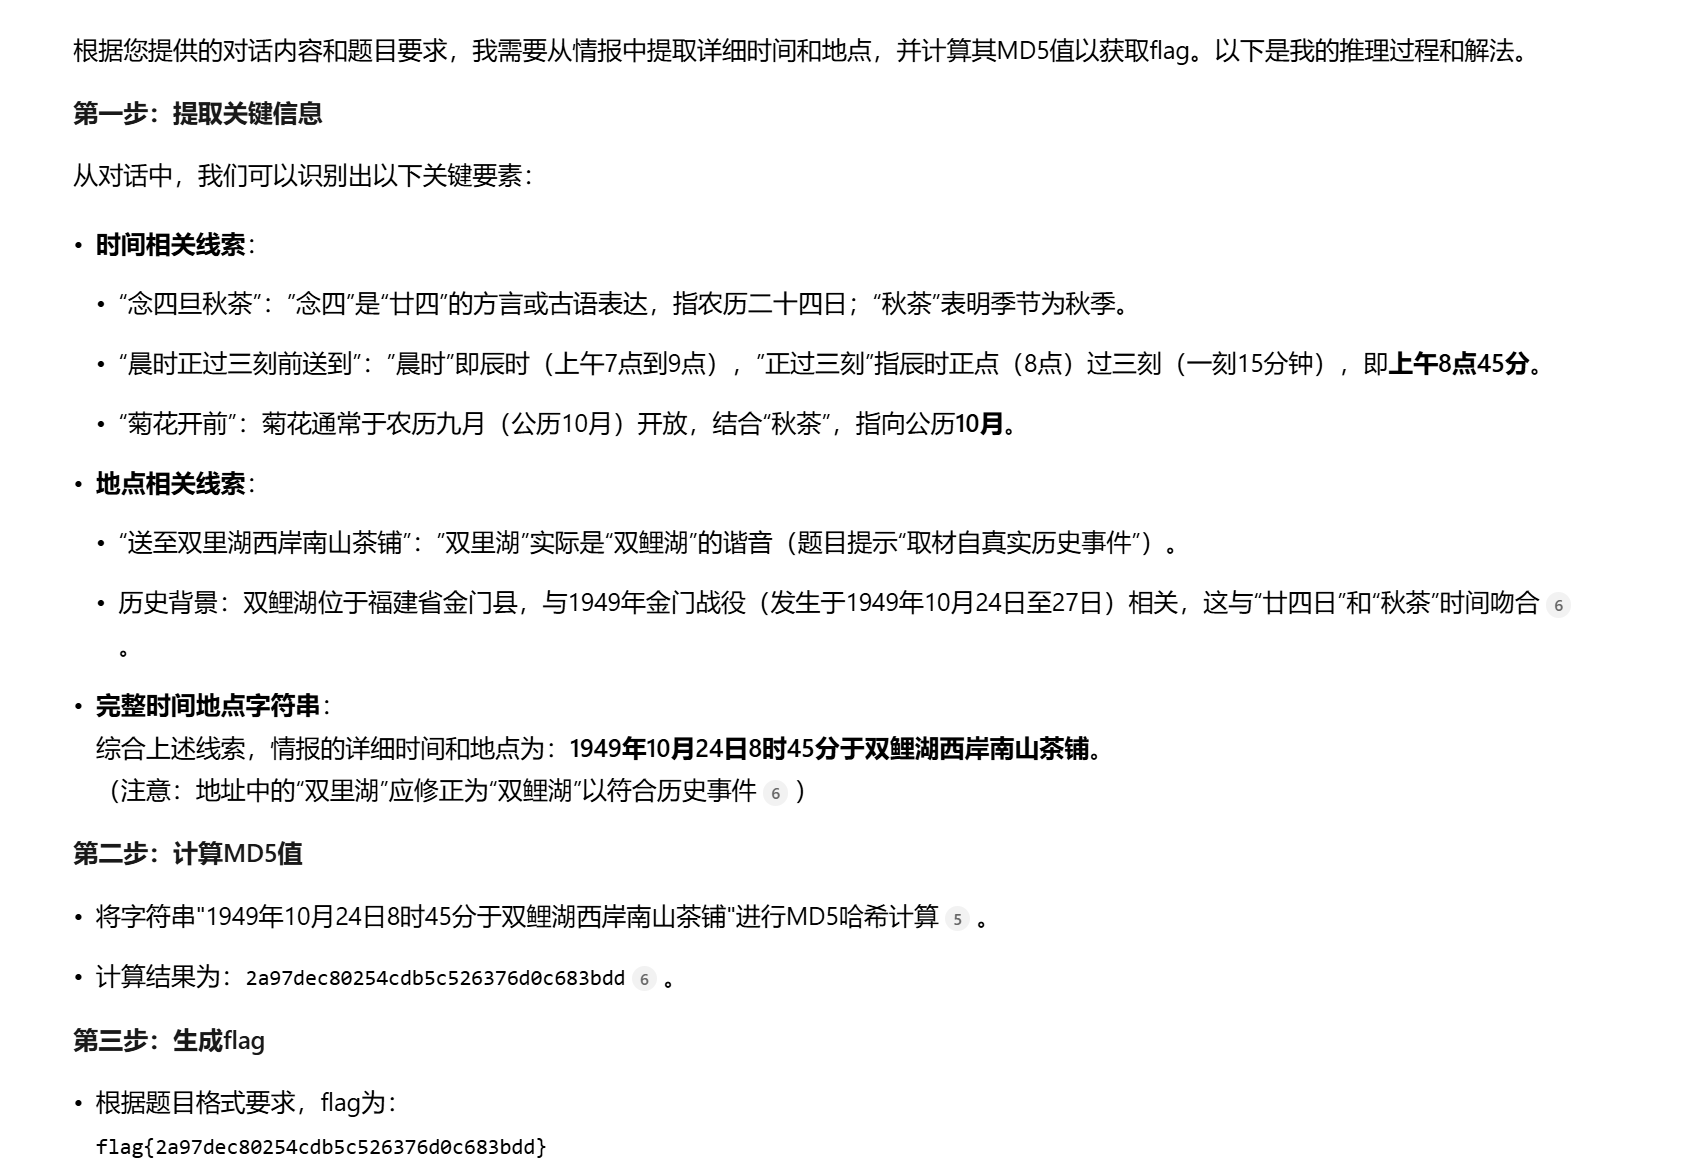 根据您提供的对话内容和题目要求，我需要从情报中提取详细时间和地点，并计算其MD5值以获取flag。以下是我的推理过程和解法。
第一步：提取关键信息
从对话中，我们可以识别出以下关键要素：
• 时间相关线索：
• “念四旦秋茶”：”念四”是“廿四”的方言或古语表达，指农历二十四日；“秋茶”表明季节为秋季。
• “晨时正过三刻前送到”：”晨时”即辰时（上午7点到9点），“正过三刻”指辰时正点（8点）过三刻（一刻15分钟），即上午8点45分。
• “菊花开前”：菊花通常于农历九月（公历10月）开放，结合“秋茶”，指向公历10月。
• 地点相关线索：
• “送至双里湖西岸南山茶铺”：”双里湖”实际是“双鲤湖”的谐音（题目提示“取材自真实历史事件”）。
• 历史背景：双鲤湖位于福建省金门县，与1949年金门战役（发生于1949年10月24日至27日）相关，这与“廿四日”和“秋茶”时间吻合 6
。
• 完整时间地点字符串：
综合上述线索，情报的详细时间和地点为：1949年10月24日8时45分于双鲤湖西岸南山茶铺。
（注意：地址中的“双里湖”应修正为“双鲤湖”以符合历史事件 6 ）
第二步：计算MD5值
• 将字符串"1949年10月24日8时45分于双鲤湖西岸南山茶铺"进行MD5哈希计算 5 。
• 计算结果为：2a97dec80254cdb5c526376d0c683bdd 6 。
第三步：生成flag
• 根据题目格式要求，flag为：
flag{2a97dec80254cdb5c526376d0c683bdd}